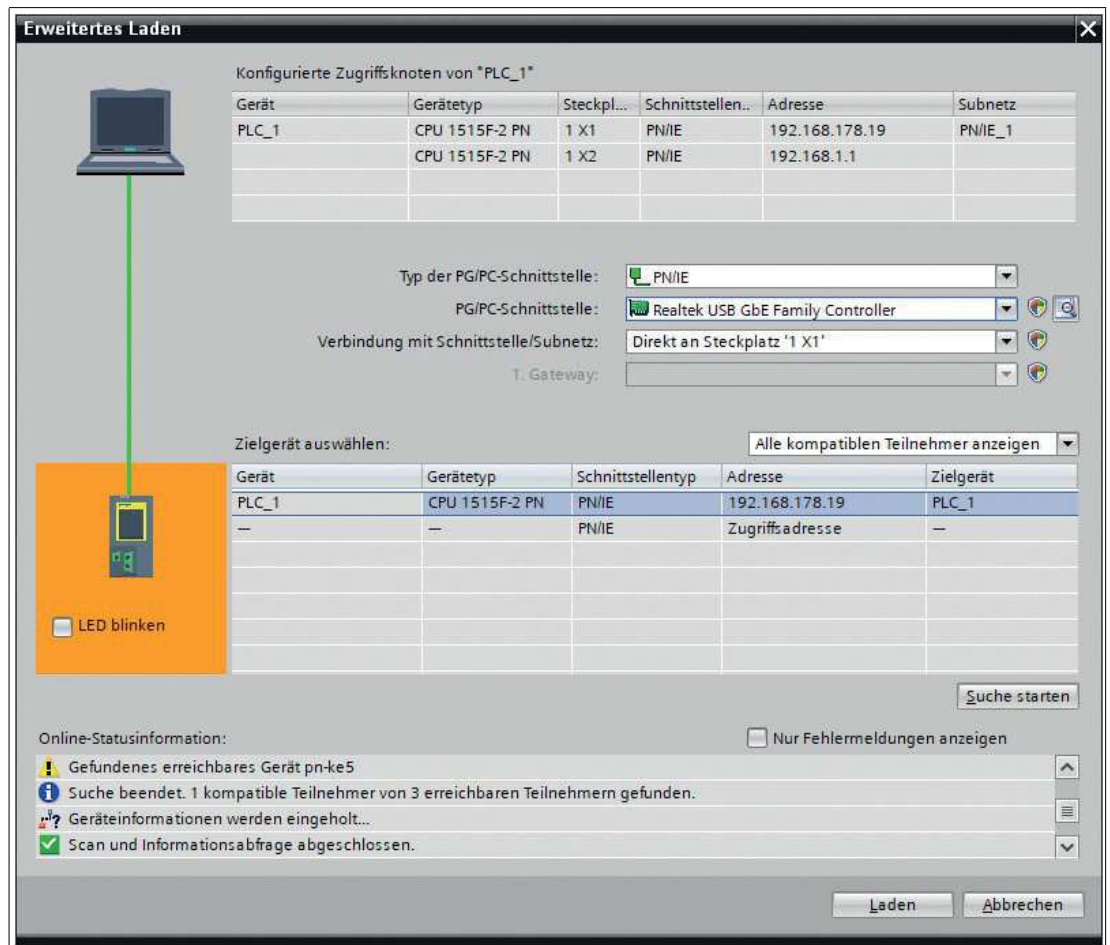 Erweitertes Laden
Konfigurierte Zugriffsknoten von "PLC_1"
Gerät Gerätetyp Steckpl... Schnittstellen.. Adresse Subnetz
PLC_1 CPU 1515F-2 PN 1 X1 PN/IE 192.168.178.19 PN/IE_1
CPU 1515F-2 PN 1 X2 PN/IE 192.168.1.1
Typ der PG/PC-Schnittstelle: PN/IE
PG/PC-Schnittstelle: Realtek USB GbE Family Controller
Verbindung mit Schnittstelle/Subnetz: Direkt an Steckplatz '1 X1'
1. Gateway:
Zielgerät auswählen: Alle kompatiblen Teilnehmer anzeigen
Gerät Gerätetyp Schnittstellentyp Adresse Zielgerät
PLC_1 CPU 1515F-2 PN PN/IE 192.168.178.19 PLC_1
— — PN/IE Zugriffsadresse —
LED blinken
Suche starten
Online-Statusinformation: Nur Fehlermeldungen anzeigen
Gefundenes erreichbares Gerät pn-ke5
Suche beendet. 1 kompatible Teilnehmer von 3 erreichbaren Teilnehmern gefunden.
Geräteinformationen werden eingeholt...
Scan und Informationsabfrage abgeschlossen.
Laden Abbrechen